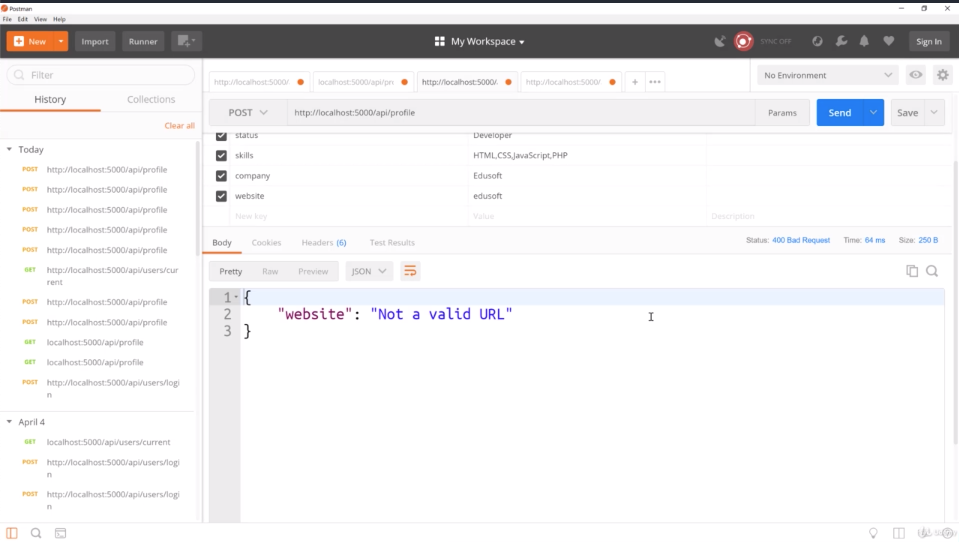 Postman
File Edit View Help
New Import Runner My Workspace SYNC OFF Sign In
Filter
History Collections
Clear all
http://localhost:5000/. localhost:5000/api/pn http://localhost:5000/. http://localhost:5000/. + ••• No Environment
POST http://localhost:5000/api/profile Params Send Save
status Developer
skills HTML,CSS,JavaScript,PHP
company Edusoft
website edusoft
New key Value Description
Body Cookies Headers (6) Test Results Status: 400 Bad Request Time: 64 ms Size: 250 B
Pretty Raw Preview JSON
1 {
2 "website": "Not a valid URL"
3 }
Today
POST http://localhost:5000/api/profile
POST http://localhost:5000/api/profile
POST http://localhost:5000/api/profile
POST http://localhost:5000/api/profile
POST http://localhost:5000/api/profile
GET http://localhost:5000/api/users/cur
rent
POST http://localhost:5000/api/profile
POST http://localhost:5000/api/profile
GET localhost:5000/api/profile
GET localhost:5000/api/profile
POST http://localhost:5000/api/users/logi
n
April 4
GET localhost:5000/api/users/current
POST http://localhost:5000/api/users/logi
n
POST http://localhost:5000/api/users/logi
n